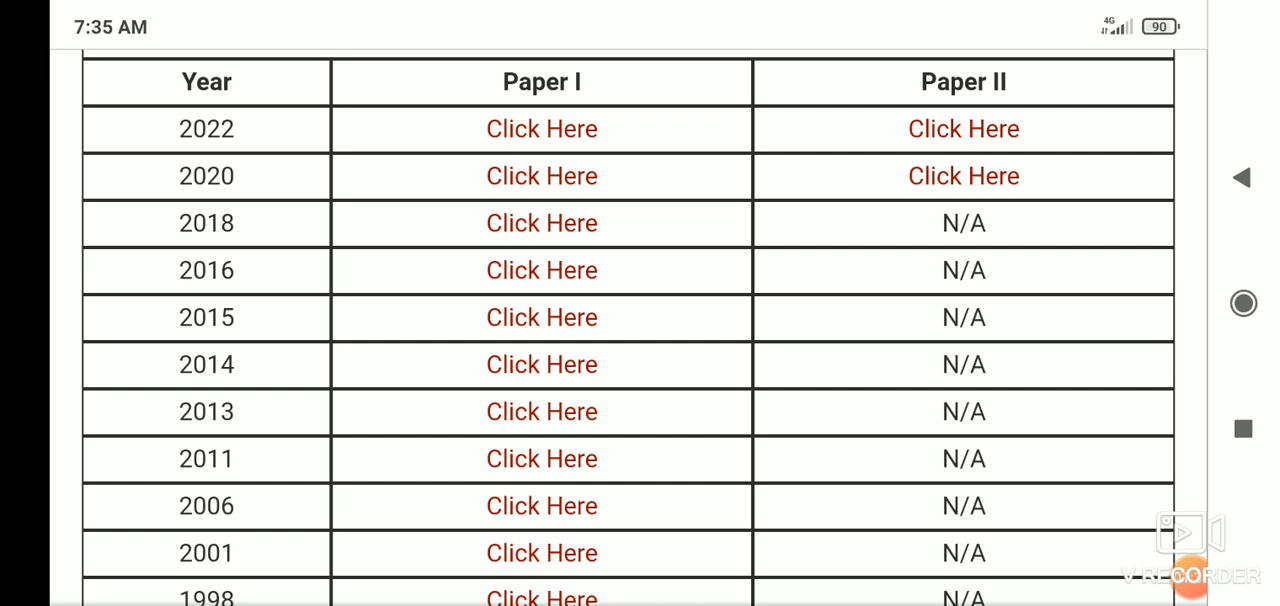 7:35 AM 4G 90
Year Paper I Paper II
2022 Click Here Click Here
2020 Click Here Click Here
2018 Click Here N/A
2016 Click Here N/A
2015 Click Here N/A
2014 Click Here N/A
2013 Click Here N/A
2011 Click Here N/A
2006 Click Here N/A
2001 Click Here N/A
1998 Click Here N/A
V RECORDER